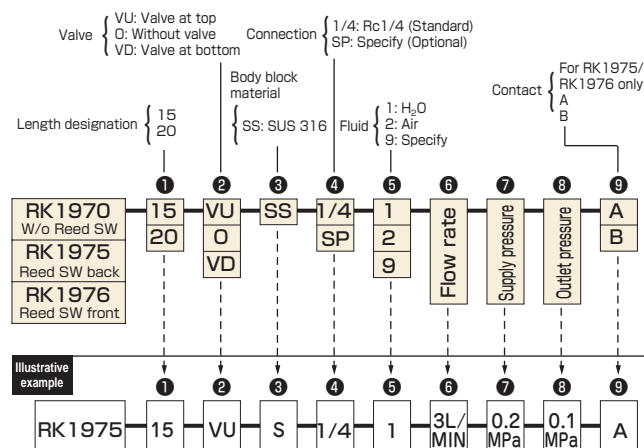 Valve
VU: Valve at top
0: Without valve
VD: Valve at bottom
Connection
1/4: Rc1/4 (Standard)
SP: Specify (Optional)
Length designation
15
20
Body block
material
SS: SUS 316
Fluid
1: H₂O
2: Air
9: Specify
Contact
For RK1975/
RK1976 only
A
B
❶ ❷ ❸ ❹ ❺ ❻ ❼ ❽ ❾
RK1970
W/o Reed SW
RK1975
Reed SW back
RK1976
Reed SW front
15
20
VU
0
VD
SS
1/4
SP
1
2
9
Flow rate
Supply pressure
Outlet pressure
A
B
Illustrative
example
❶ ❷ ❸ ❹ ❺ ❻ ❼ ❽ ❾
RK1975 15 VU S 1/4 1 3L/MIN 0.2 MPa 0.1 MPa A